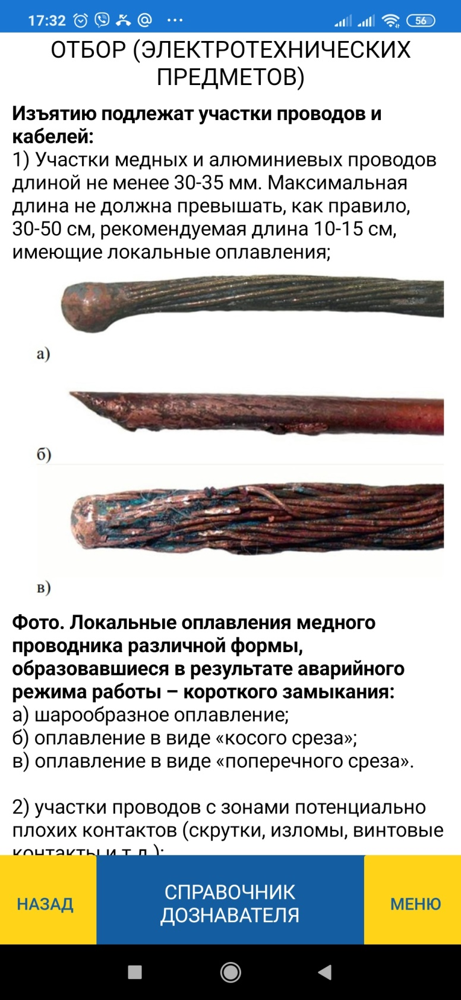 17:32
56
ОТБОР (ЭЛЕКТРОТЕХНИЧЕСКИХ
ПРЕДМЕТОВ)
Изъятию подлежат участки проводов и
кабелей:
1) Участки медных и алюминиевых проводов
длиной не менее 30-35 мм. Максимальная
длина не должна превышать, как правило,
30-50 см, рекомендуемая длина 10-15 см,
имеющие локальные оплавления;
а)
б)
в)
Фото. Локальные оплавления медного
проводника различной формы,
образовавшиеся в результате аварийного
режима работы – короткого замыкания:
а) шарообразное оплавление;
б) оплавление в виде «косого среза»;
в) оплавление в виде «поперечного среза».
2) участки проводов с зонами потенциально
плохих контактов (скрутки, изломы, винтовые
контакты и т.д.);
НАЗАД
СПРАВОЧНИК
ДОЗНАВАТЕЛЯ
МЕНЮ